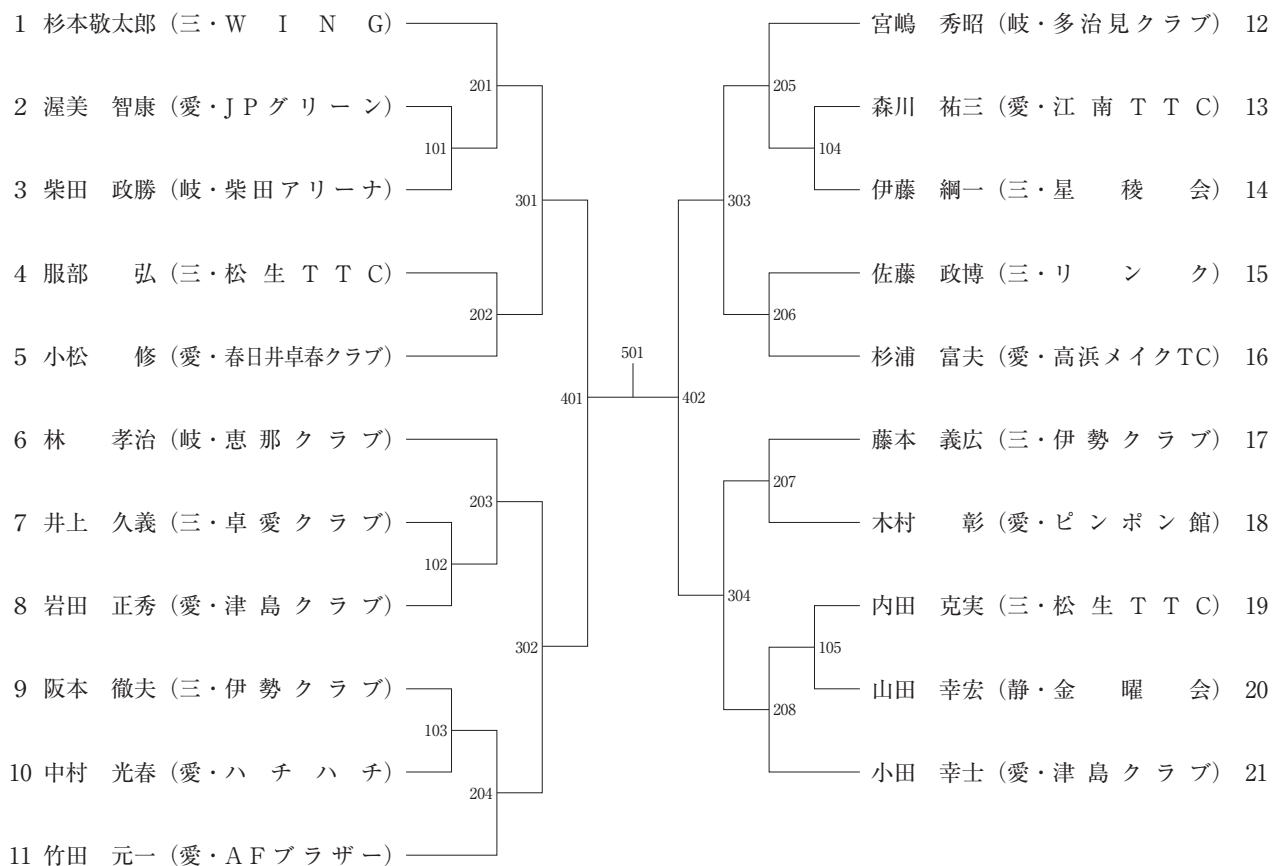 1 杉本敬太郎（三・ＷＩＮＧ）
2 渥美　智康（愛・ＪＰグリーン）
3 柴田　政勝（岐・柴田アリーナ）
4 服部　　弘（三・松生ＴＴＣ）
5 小松　　修（愛・春日井卓春クラブ）
6 林　　孝治（岐・恵那クラブ）
7 井上　久義（三・卓愛クラブ）
8 岩田　正秀（愛・津島クラブ）
9 阪本　徹夫（三・伊勢クラブ）
10 中村　光春（愛・ハチハチ）
11 竹田　元一（愛・ＡＦブラザー）
201
101
301
202
401
203
102
302
103
204
501
205
104
303
206
402
207
304
105
208
宮嶋　秀昭（岐・多治見クラブ） 12
森川　祐三（愛・江南ＴＴＣ） 13
伊藤　綱一（三・星稜会） 14
佐藤　政博（三・リンク） 15
杉浦　富夫（愛・高浜メイクTC） 16
藤本　義広（三・伊勢クラブ） 17
木村　　彰（愛・ピンポン館） 18
内田　克実（三・松生ＴＴＣ） 19
山田　幸宏（静・金曜会） 20
小田　幸士（愛・津島クラブ） 21